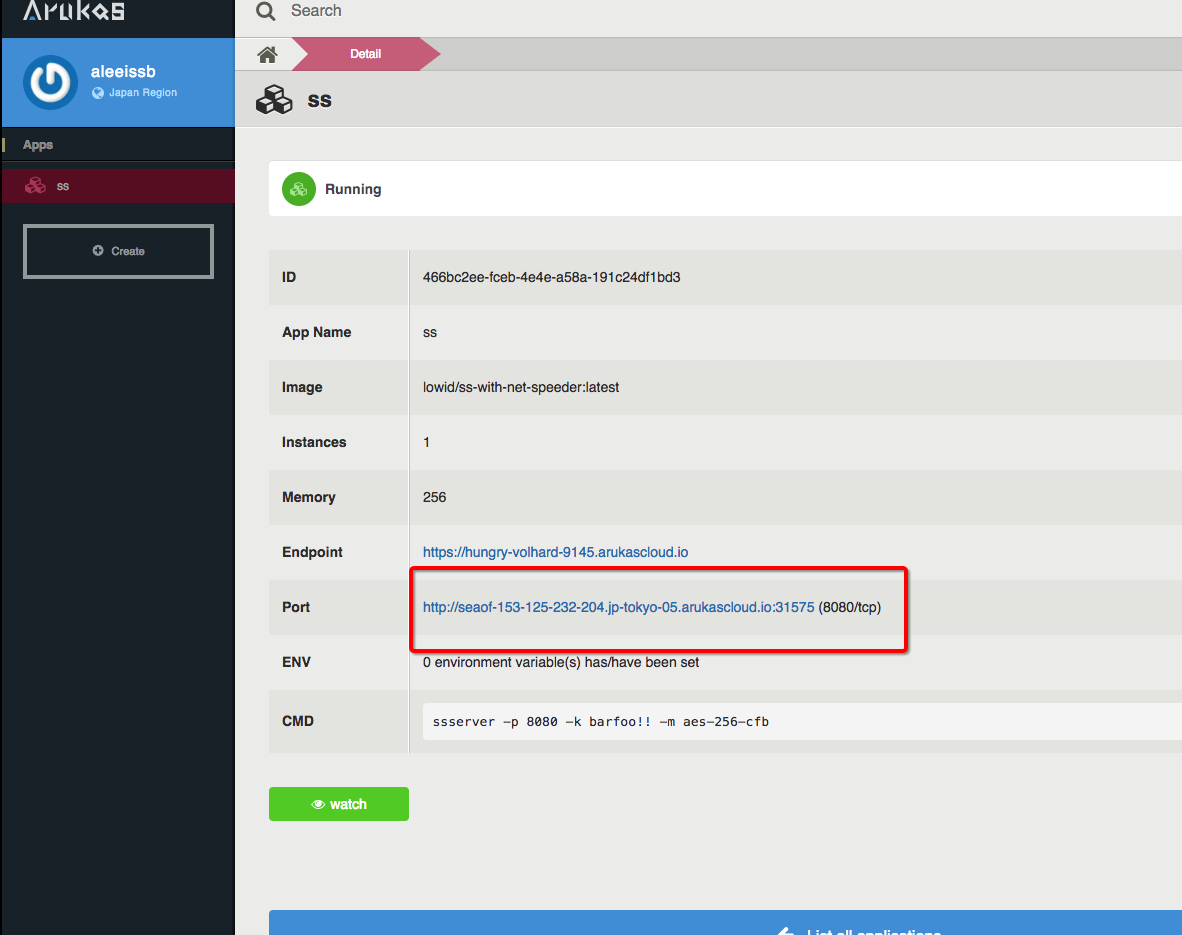 Arukas
Search
aleeissb
Japan Region
Detail
ss
Apps
ss
Create
Running
ID 466bc2ee-fceb-4e4e-a58a-191c24df1bd3
App Name ss
Image lowid/ss-with-net-speeder:latest
Instances 1
Memory 256
Endpoint https://hungry-volhard-9145.arukascloud.io
Port http://seaof-153-125-232-204.jp-tokyo-05.arukascloud.io:31575 (8080/tcp)
ENV 0 environment variable(s) has/have been set
CMD ssserver -p 8080 -k barfoo!! -m aes-256-cfb
watch
List all applications